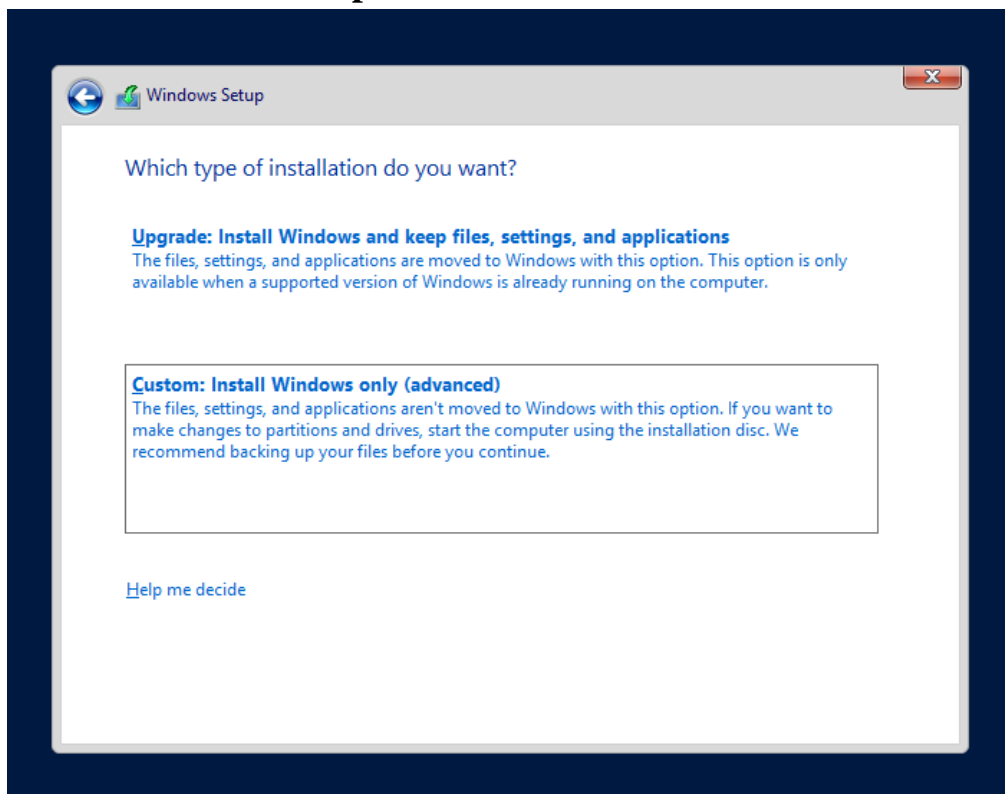 Windows Setup
X
Which type of installation do you want?
Upgrade: Install Windows and keep files, settings, and applications
The files, settings, and applications are moved to Windows with this option. This option is only
available when a supported version of Windows is already running on the computer.
Custom: Install Windows only (advanced)
The files, settings, and applications aren't moved to Windows with this option. If you want to
make changes to partitions and drives, start the computer using the installation disc. We
recommend backing up your files before you continue.
Help me decide